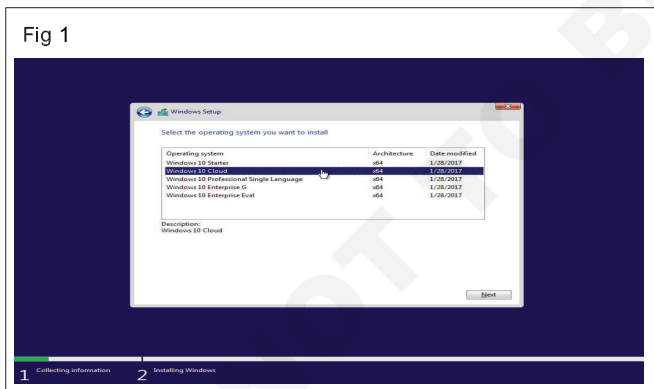 Fig 1
Windows Setup
Select the operating system you want to install
Operating system Architecture Date modified
Windows 10 Starter x64 1/28/2017
Windows 10 Cloud x64 1/28/2017
Windows 10 Professional Single Language x64 1/28/2017
Windows 10 Enterprise G x64 1/28/2017
Windows 10 Enterprise Eval x64 1/28/2017
Description:
Windows 10 Cloud
Next
1 Collecting information 2 Installing Windows